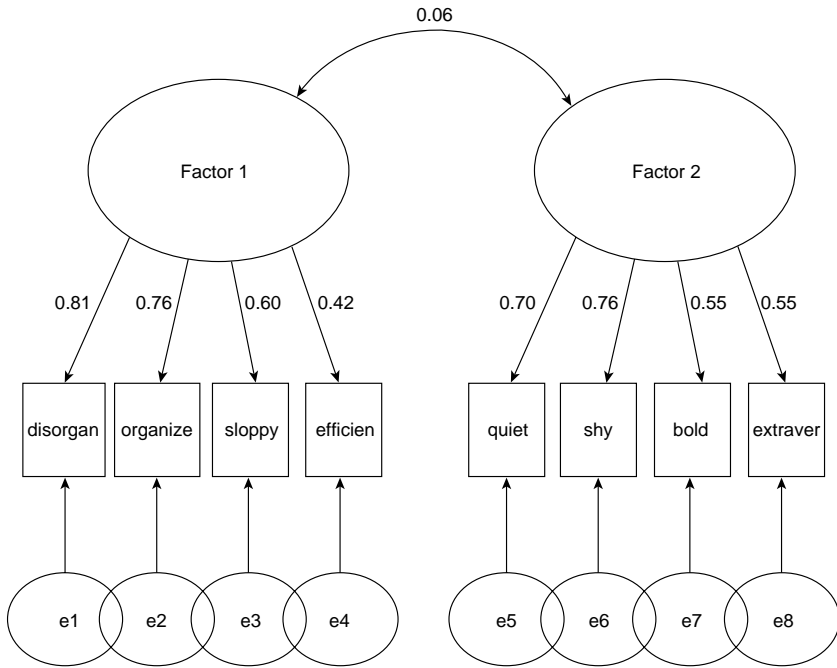 0.06
Factor 1
Factor 2
0.81
0.76
0.60
0.42
0.70
0.76
0.55
0.55
disorgan
organize
sloppy
efficien
quiet
shy
bold
extraver
e1
e2
e3
e4
e5
e6
e7
e8